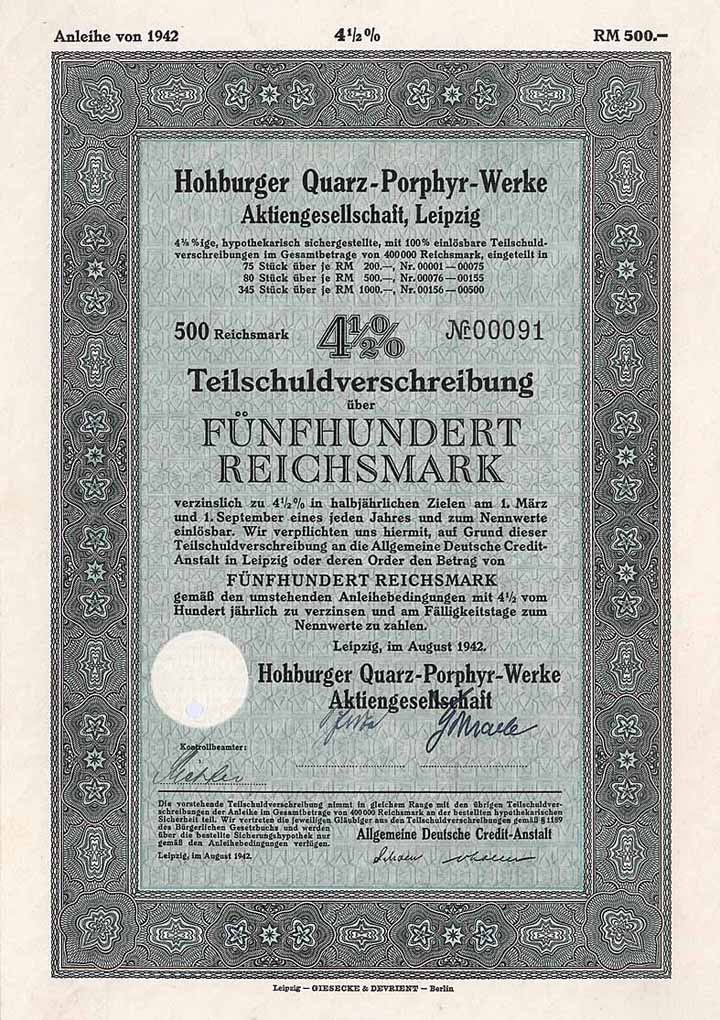 Anleihe von 1942 4½% RM 500.—
Hohburger Quarz-Porphyr-Werke
Aktiengesellschaft, Leipzig
4½%ige, hypothekarisch sichergestellte, mit 100% einlösbare Teilschuld-
verschreibungen im Gesamtbetrage von 400000 Reichsmark, eingeteilt in
75 Stück über je RM 200.—, Nr. 00001—00075
80 Stück über je RM 500.—, Nr. 00076—00155
345 Stück über je RM 1000.—, Nr. 00156—00500
500 Reichsmark 4½% № 00091
Teilschuldverschreibung
über
FÜNFHUNDERT
REICHSMARK
verzinslich zu 4½% in halbjährlichen Zielen am 1. März
und 1. September eines jeden Jahres und zum Nennwerte
einlösbar. Wir verpflichten uns hiermit, auf Grund dieser
Teilschuldverschreibung an die Allgemeine Deutsche Credit-
Anstalt in Leipzig oder deren Order den Betrag von
FÜNFHUNDERT REICHSMARK
gemäß den umstehenden Anleihebedingungen mit 4½ vom
Hundert jährlich zu verzinsen und am Fälligkeitstage zum
Nennwerte zu zahlen.
Leipzig, im August 1942.
Hohburger Quarz-Porphyr-Werke
Aktiengesellschaft
Kontrollbeamter:
Die vorstehende Teilschuldverschreibung nimmt in gleichem Range mit den übrigen Teilschuldver-
schreibungen der Anleihe im Gesamtbetrage von 400000 Reichsmark an der bestellten hypothekarischen
Sicherheit teil. Wir vertreten die jeweiligen Gläubiger aus den Teilschuldverschreibungen gemäß § 1189
des Bürgerlichen Gesetzbuchs und werden
über die bestellte Sicherungshypothek nur
gemäß den Anleihebedingungen verfügen.
Allgemeine Deutsche Credit-Anstalt
Leipzig, im August 1942.
Leipzig — GIESECKE & DEVRIENT — Berlin